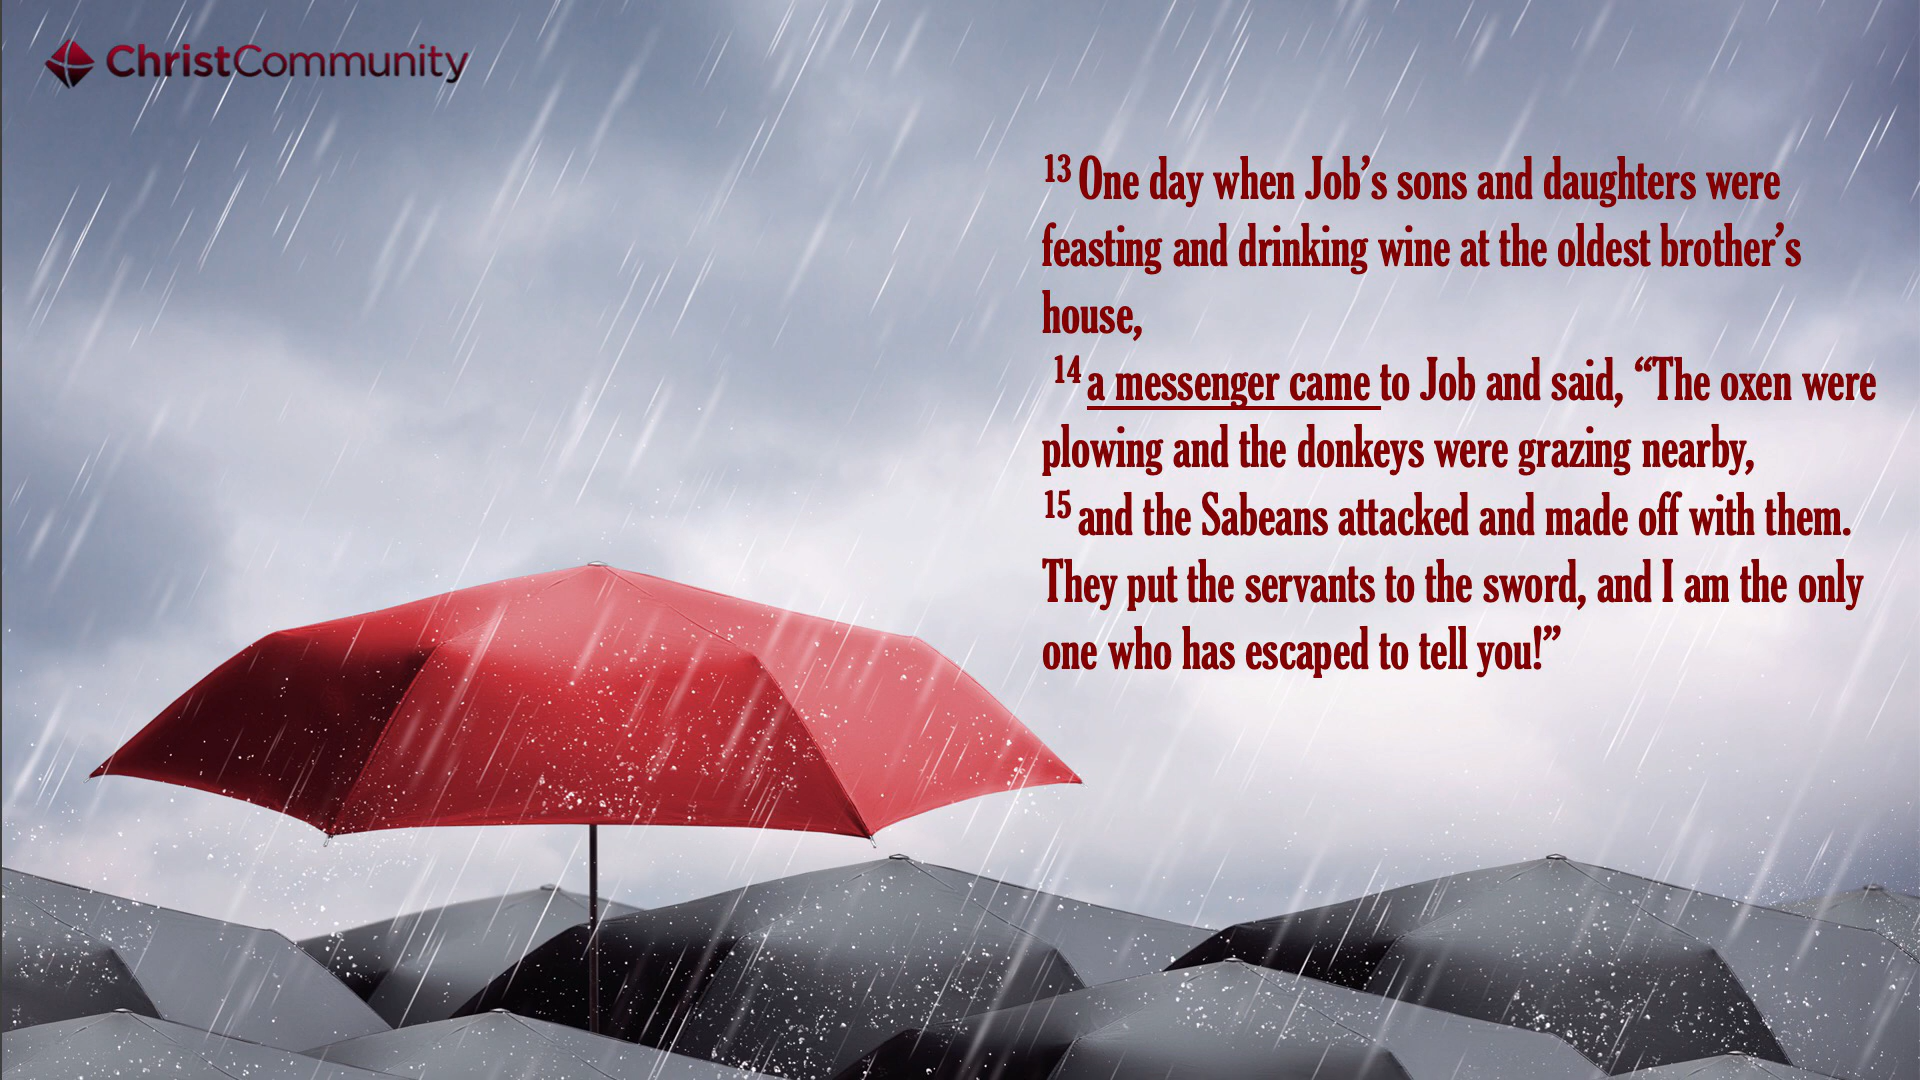 ChristCommunity
13 One day when Job’s sons and daughters were
feasting and drinking wine at the oldest brother’s
house,
14 a messenger came to Job and said, “The oxen were
plowing and the donkeys were grazing nearby,
15 and the Sabeans attacked and made off with them.
They put the servants to the sword, and I am the only
one who has escaped to tell you!”